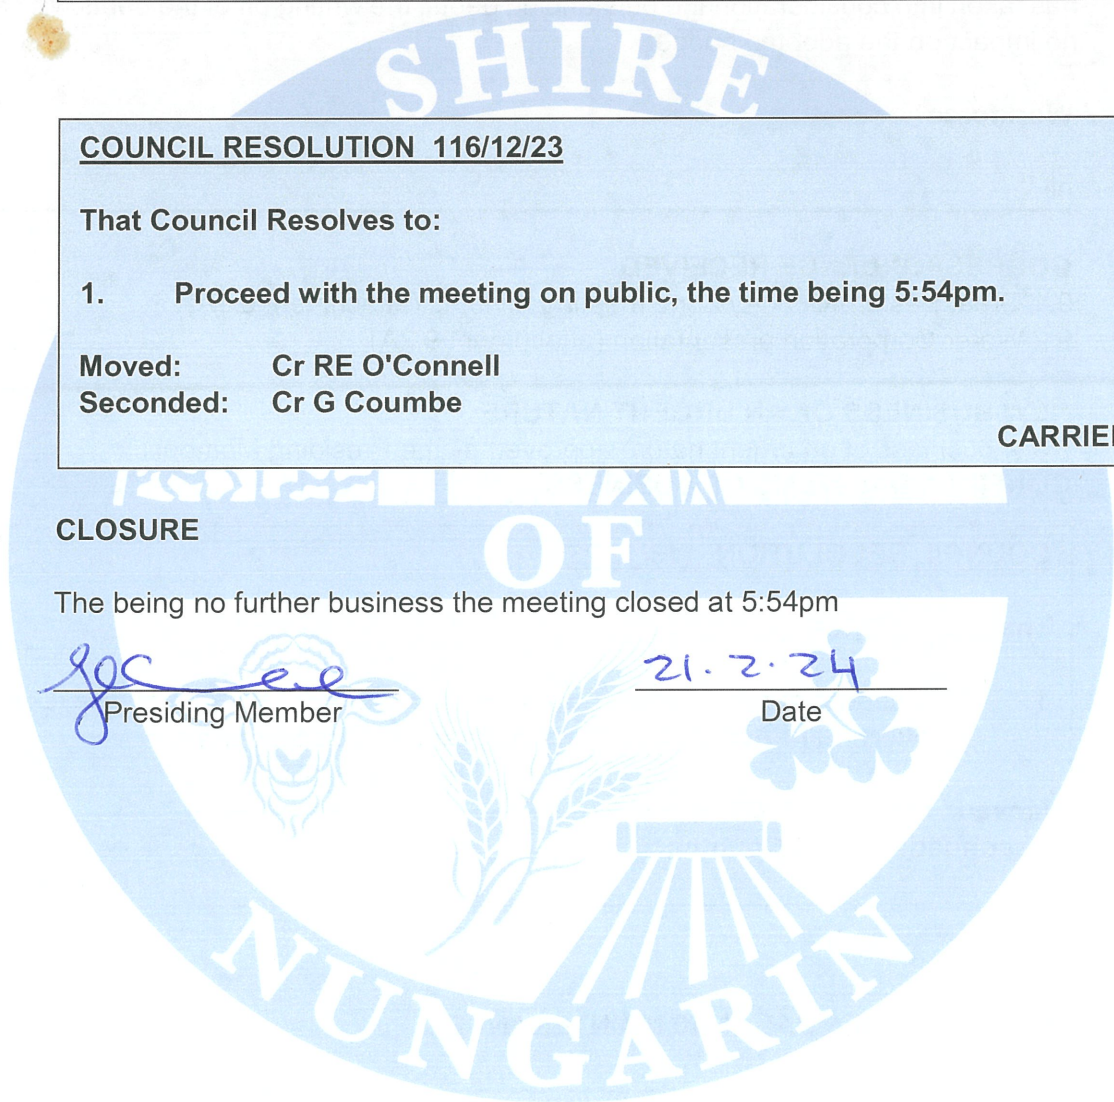 SHIRE
COUNCIL RESOLUTION 116/12/23
That Council Resolves to:
1. Proceed with the meeting on public, the time being 5:54pm.
Moved: Cr RE O'Connell
Seconded: Cr G Coumbe
CARRIE
OF
CLOSURE
The being no further business the meeting closed at 5:54pm
21.2.24
Presiding Member Date
NUNGARIN